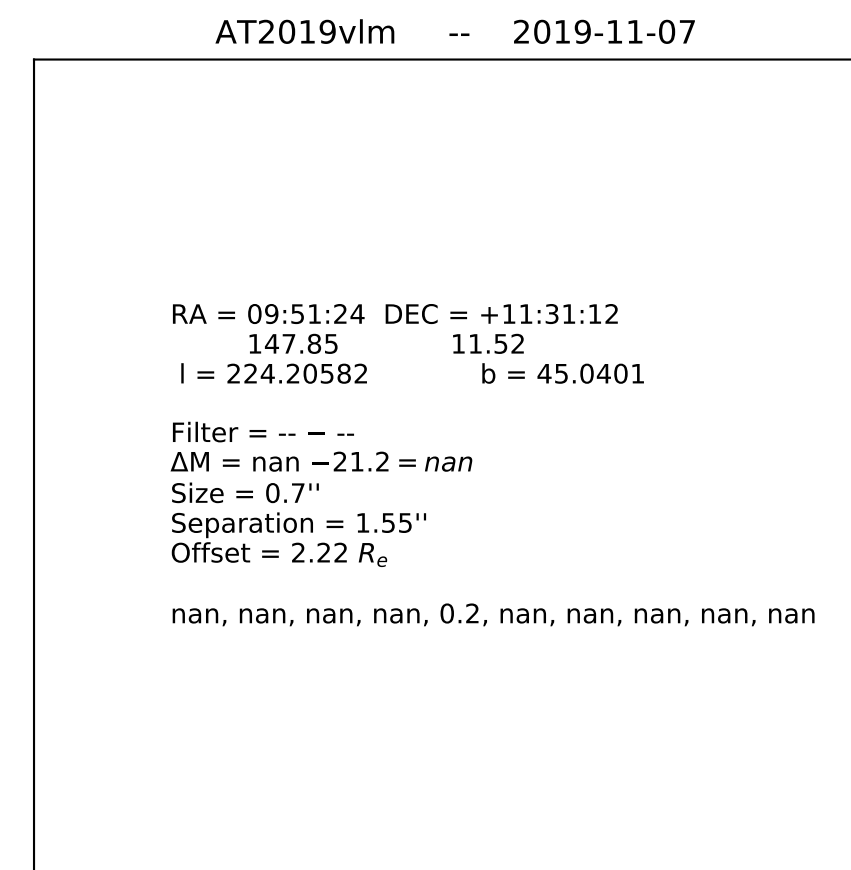 AT2019vlm -- 2019-11-07
RA = 09:51:24 DEC = +11:31:12
147.85 11.52
l = 224.20582 b = 45.0401
Filter = -- − --
ΔM = nan −21.2 = nan
Size = 0.7''
Separation = 1.55''
Offset = 2.22 Rₑ
nan, nan, nan, nan, 0.2, nan, nan, nan, nan, nan